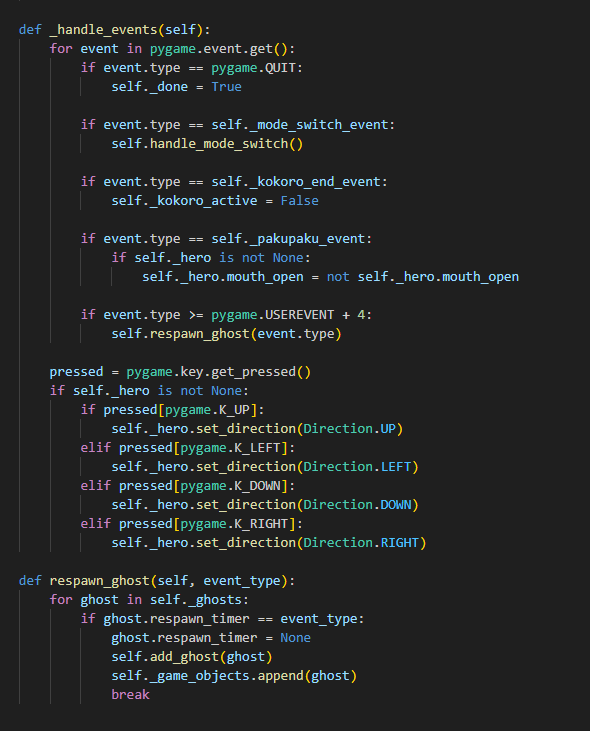 def _handle_events(self):
    for event in pygame.event.get():
        if event.type == pygame.QUIT:
            self._done = True

        if event.type == self._mode_switch_event:
            self.handle_mode_switch()

        if event.type == self._kokoro_end_event:
            self._kokoro_active = False

        if event.type == self._pakupaku_event:
            if self._hero is not None:
                self._hero.mouth_open = not self._hero.mouth_open

        if event.type >= pygame.USEREVENT + 4:
            self.respawn_ghost(event.type)

    pressed = pygame.key.get_pressed()
    if self._hero is not None:
        if pressed[pygame.K_UP]:
            self._hero.set_direction(Direction.UP)
        elif pressed[pygame.K_LEFT]:
            self._hero.set_direction(Direction.LEFT)
        elif pressed[pygame.K_DOWN]:
            self._hero.set_direction(Direction.DOWN)
        elif pressed[pygame.K_RIGHT]:
            self._hero.set_direction(Direction.RIGHT)

def respawn_ghost(self, event_type):
    for ghost in self._ghosts:
        if ghost.respawn_timer == event_type:
            ghost.respawn_timer = None
            self.add_ghost(ghost)
            self._game_objects.append(ghost)
            break